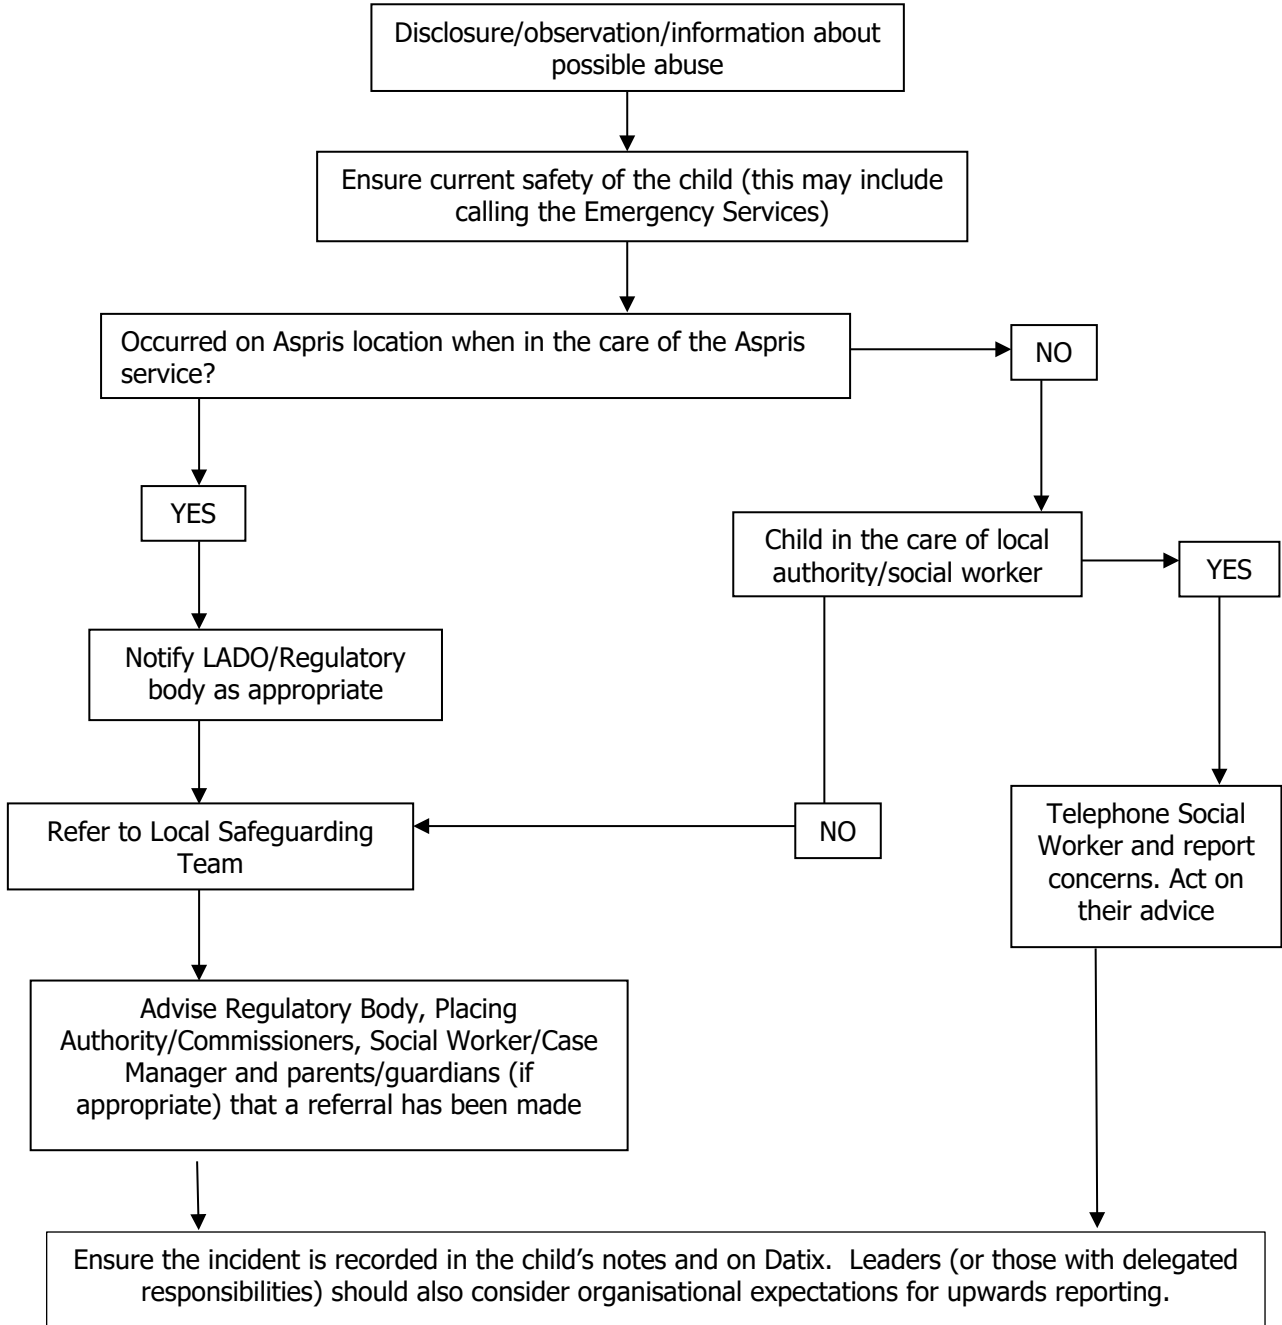 Disclosure/observation/information about
possible abuse
Ensure current safety of the child (this may include
calling the Emergency Services)
Occurred on Aspris location when in the care of the Aspris
service?
NO
YES
Child in the care of local
authority/social worker
YES
Notify LADO/Regulatory
body as appropriate
Refer to Local Safeguarding
Team
NO
Telephone Social
Worker and report
concerns. Act on
their advice
Advise Regulatory Body, Placing
Authority/Commissioners, Social Worker/Case
Manager and parents/guardians (if
appropriate) that a referral has been made
Ensure the incident is recorded in the child’s notes and on Datix.  Leaders (or those with delegated
responsibilities) should also consider organisational expectations for upwards reporting.